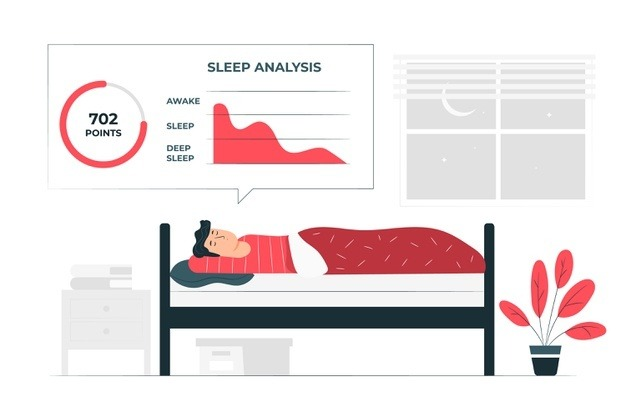 SLEEP ANALYSIS
702
POINTS
AWAKE
SLEEP
DEEP
SLEEP